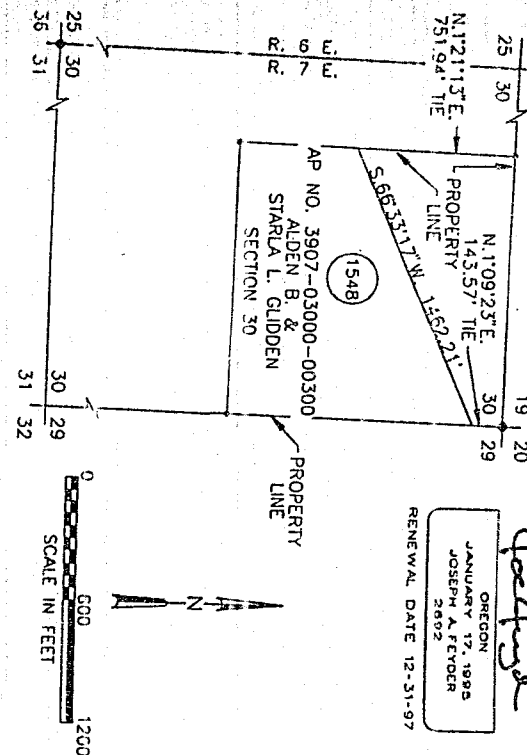 25
30
R. 6 E.
R. 7 E.
25
30
36
31
N.1°21'13"E.
751.94' TIE
PROPERTY
LINE
N.1°09'23"E.
143.57' TIE
19
20
30
29
S.66°33'17"W. 1462.21'
1548
AP NO. 3907-03000-00300
ALDEN B. &
STARLA L. GLIDDEN
SECTION 30
PROPERTY
LINE
30
29
31
32
OREGON
JANUARY 17, 1995
JOSEPH A. FEYDER
2692
RENEWAL DATE 12-31-97
N
0
600
1200
SCALE IN FEET